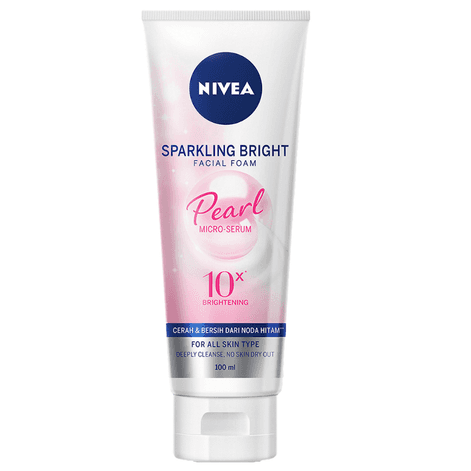 NIVEA
SPARKLING BRIGHT
FACIAL FOAM
Pearl
MICRO-SERUM
10x*
BRIGHTENING
CERAH & BERSIH DARI NODA HITAM**
FOR ALL SKIN TYPE
DEEPLY CLEANSE, NO SKIN DRY OUT
100 ml